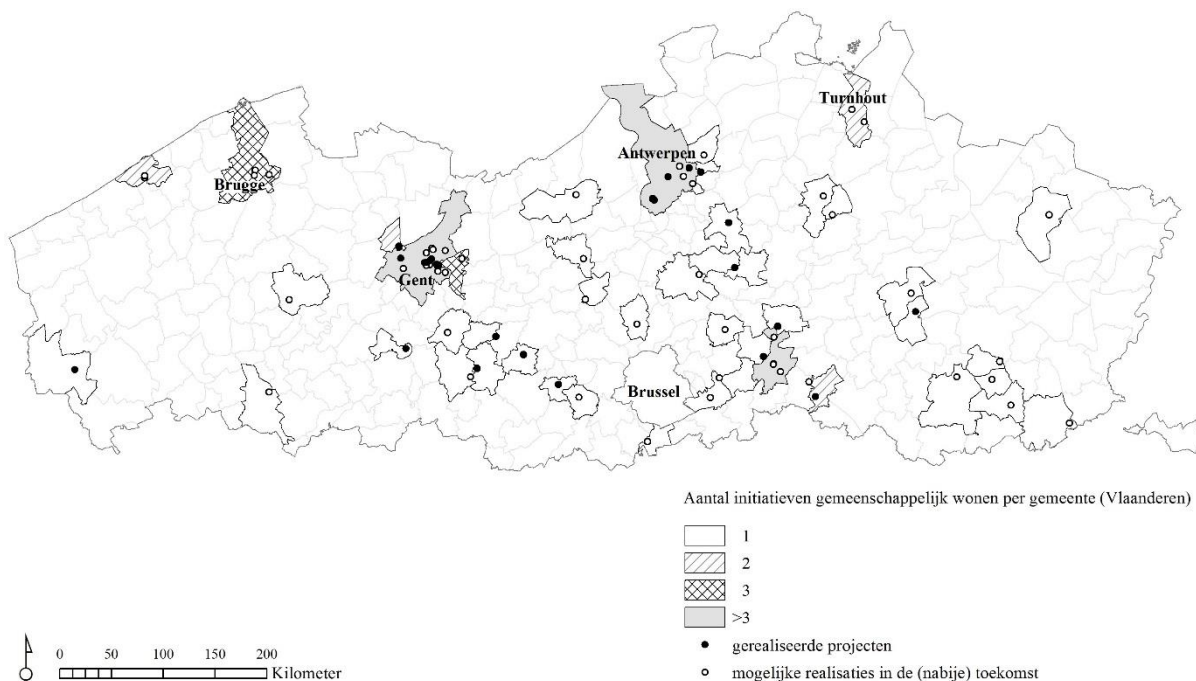 Turnhout
Antwerpen
Brugge
Gent
Brussel
Aantal initiatieven gemeenschappelijk wonen per gemeente (Vlaanderen)
1
2
3
>3
gerealiseerde projecten
mogelijke realisaties in de (nabije) toekomst
0 50 100 150 200
Kilometer